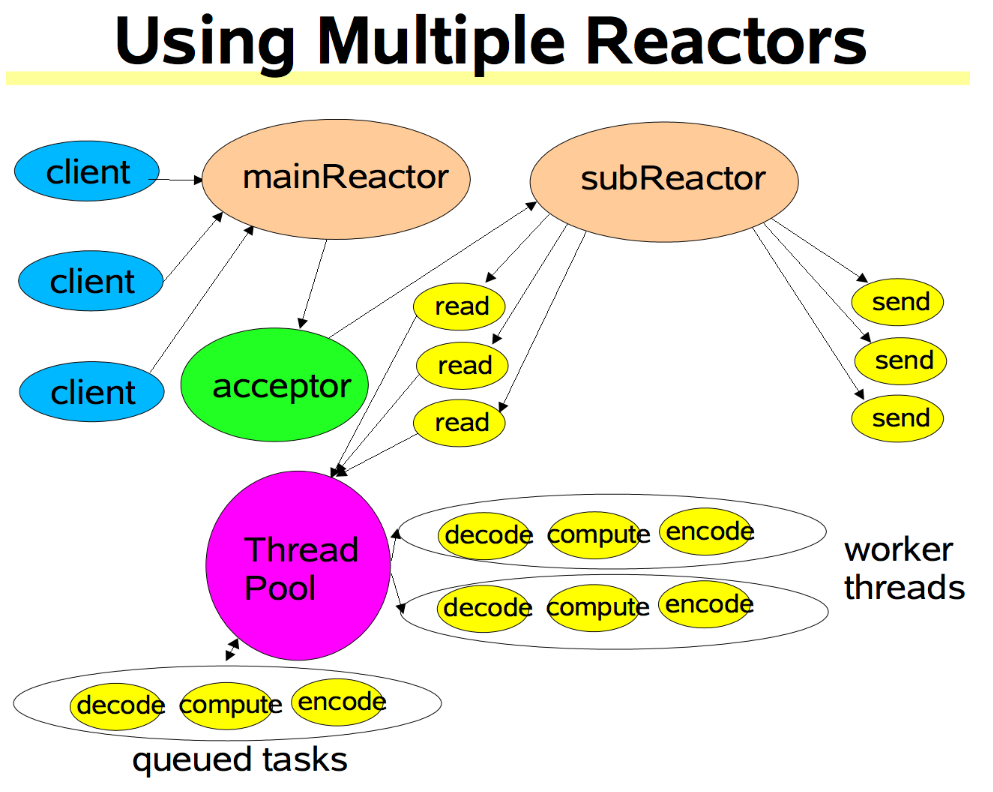 Using Multiple Reactors
client
mainReactor
subReactor
client
read
send
client
acceptor
read
send
read
send
Thread
Pool
decode compute encode
worker
threads
decode compute encode
decode compute encode
queued tasks